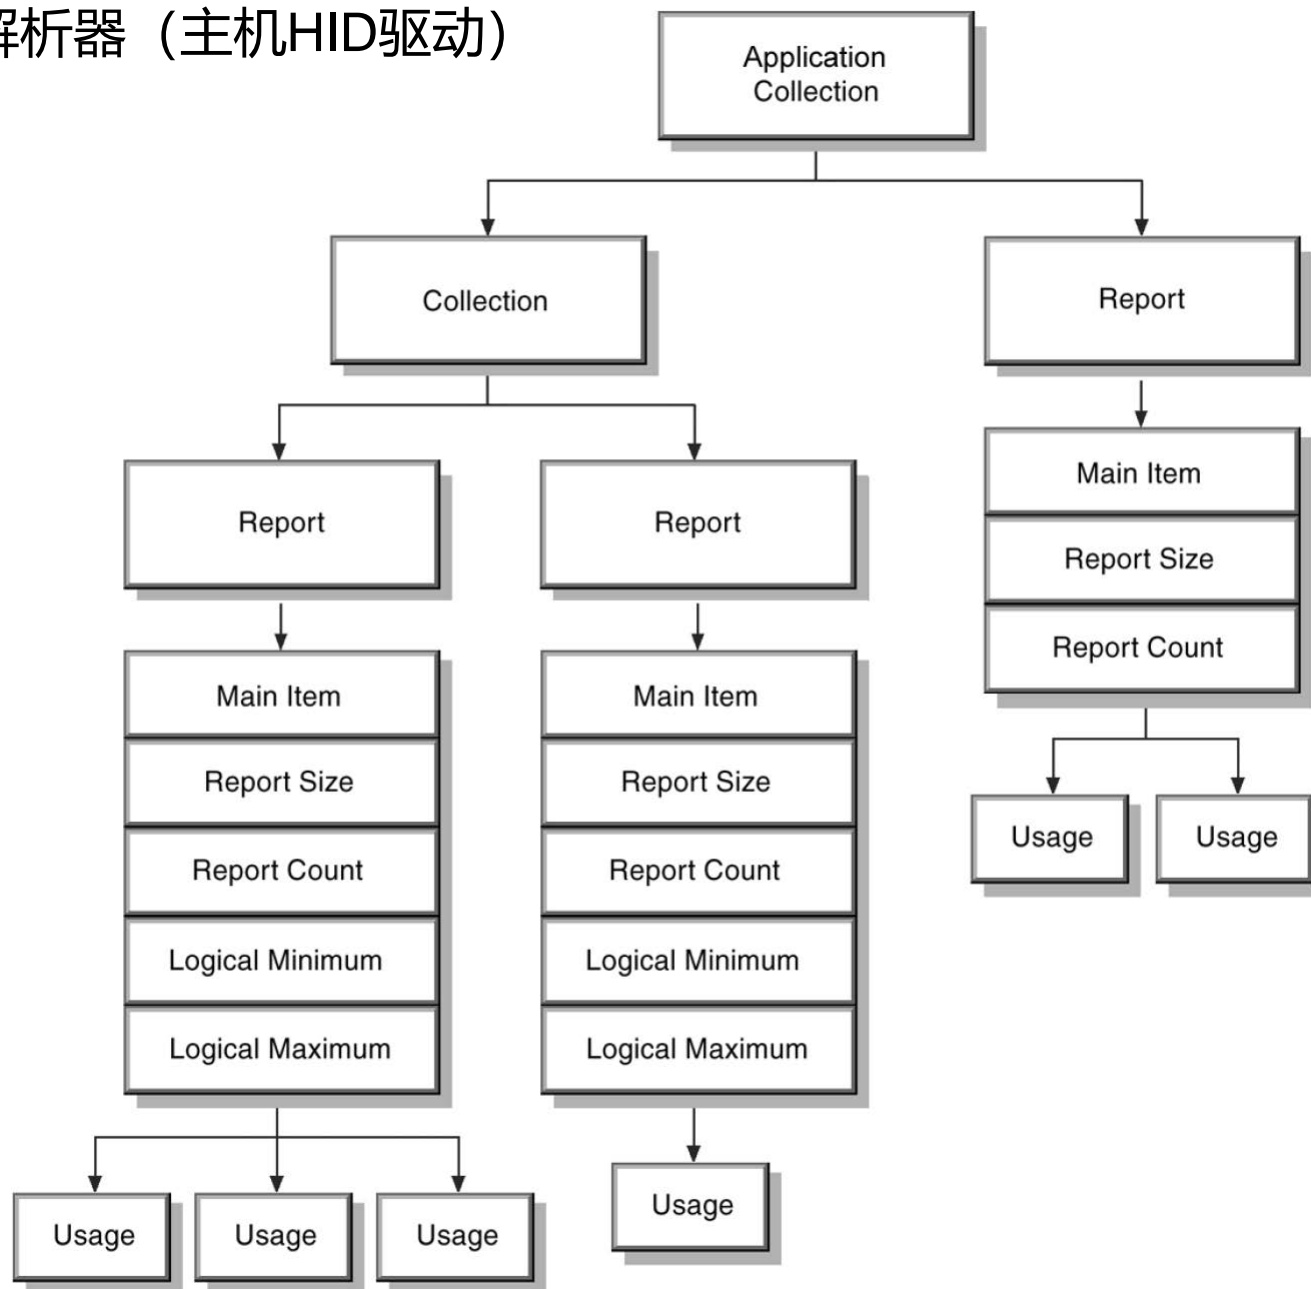 解析器（主机HID驱动）
Application
Collection
Collection
Report
Report
Report
Main Item
Report Size
Report Count
Logical Minimum
Logical Maximum
Usage
Usage
Usage
Main Item
Report Size
Report Count
Logical Minimum
Logical Maximum
Usage
Main Item
Report Size
Report Count
Usage
Usage